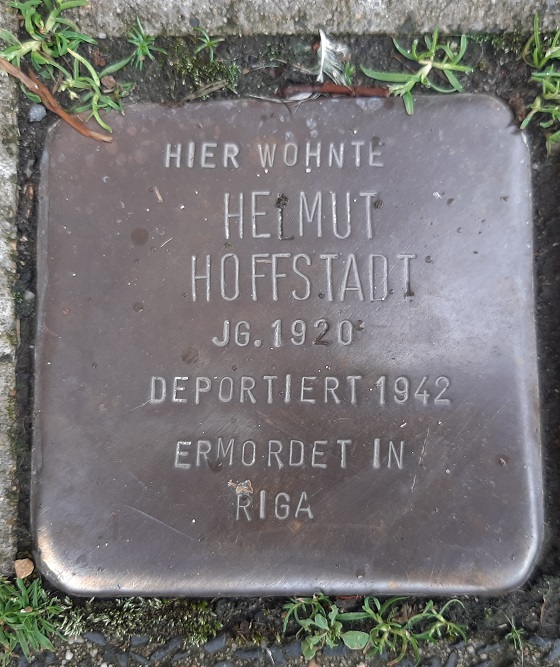 HIER WOHNTE
HELMUT
HOFFSTADT
JG. 1920
DEPORTIERT 1942
ERMORDET IN
RIGA